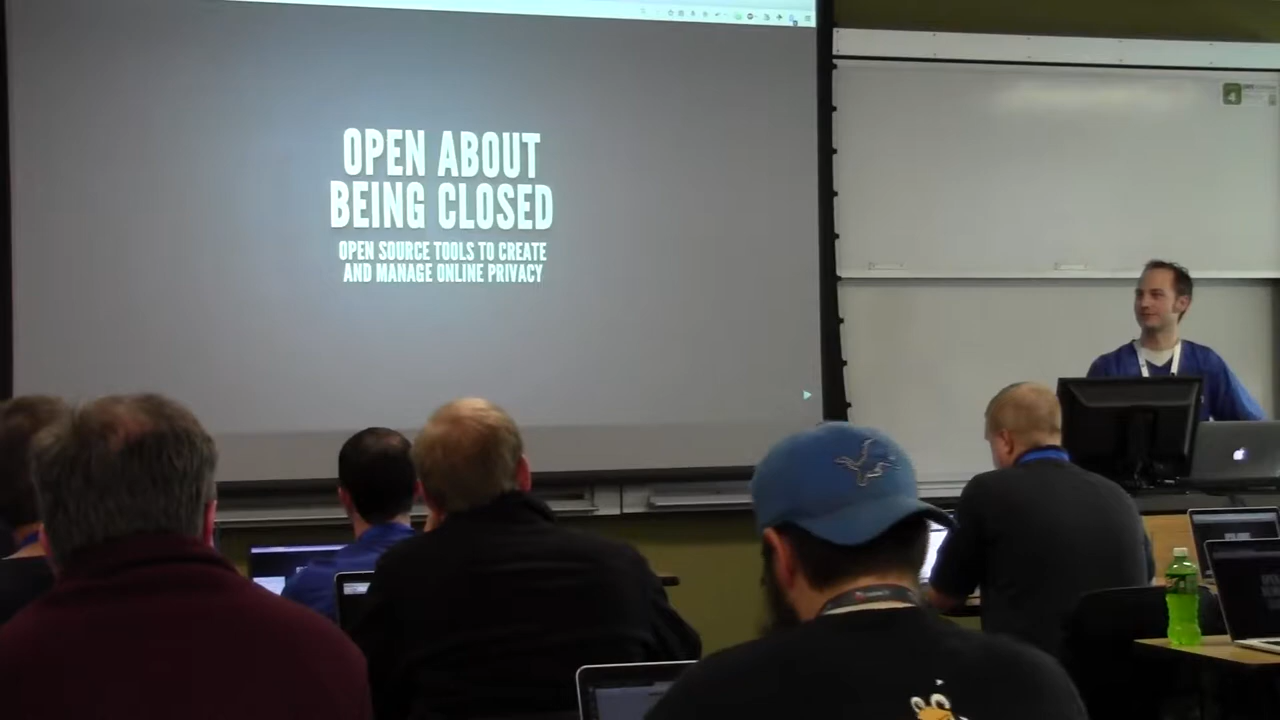 OPEN ABOUT
BEING CLOSED
OPEN SOURCE TOOLS TO CREATE
AND MANAGE ONLINE PRIVACY